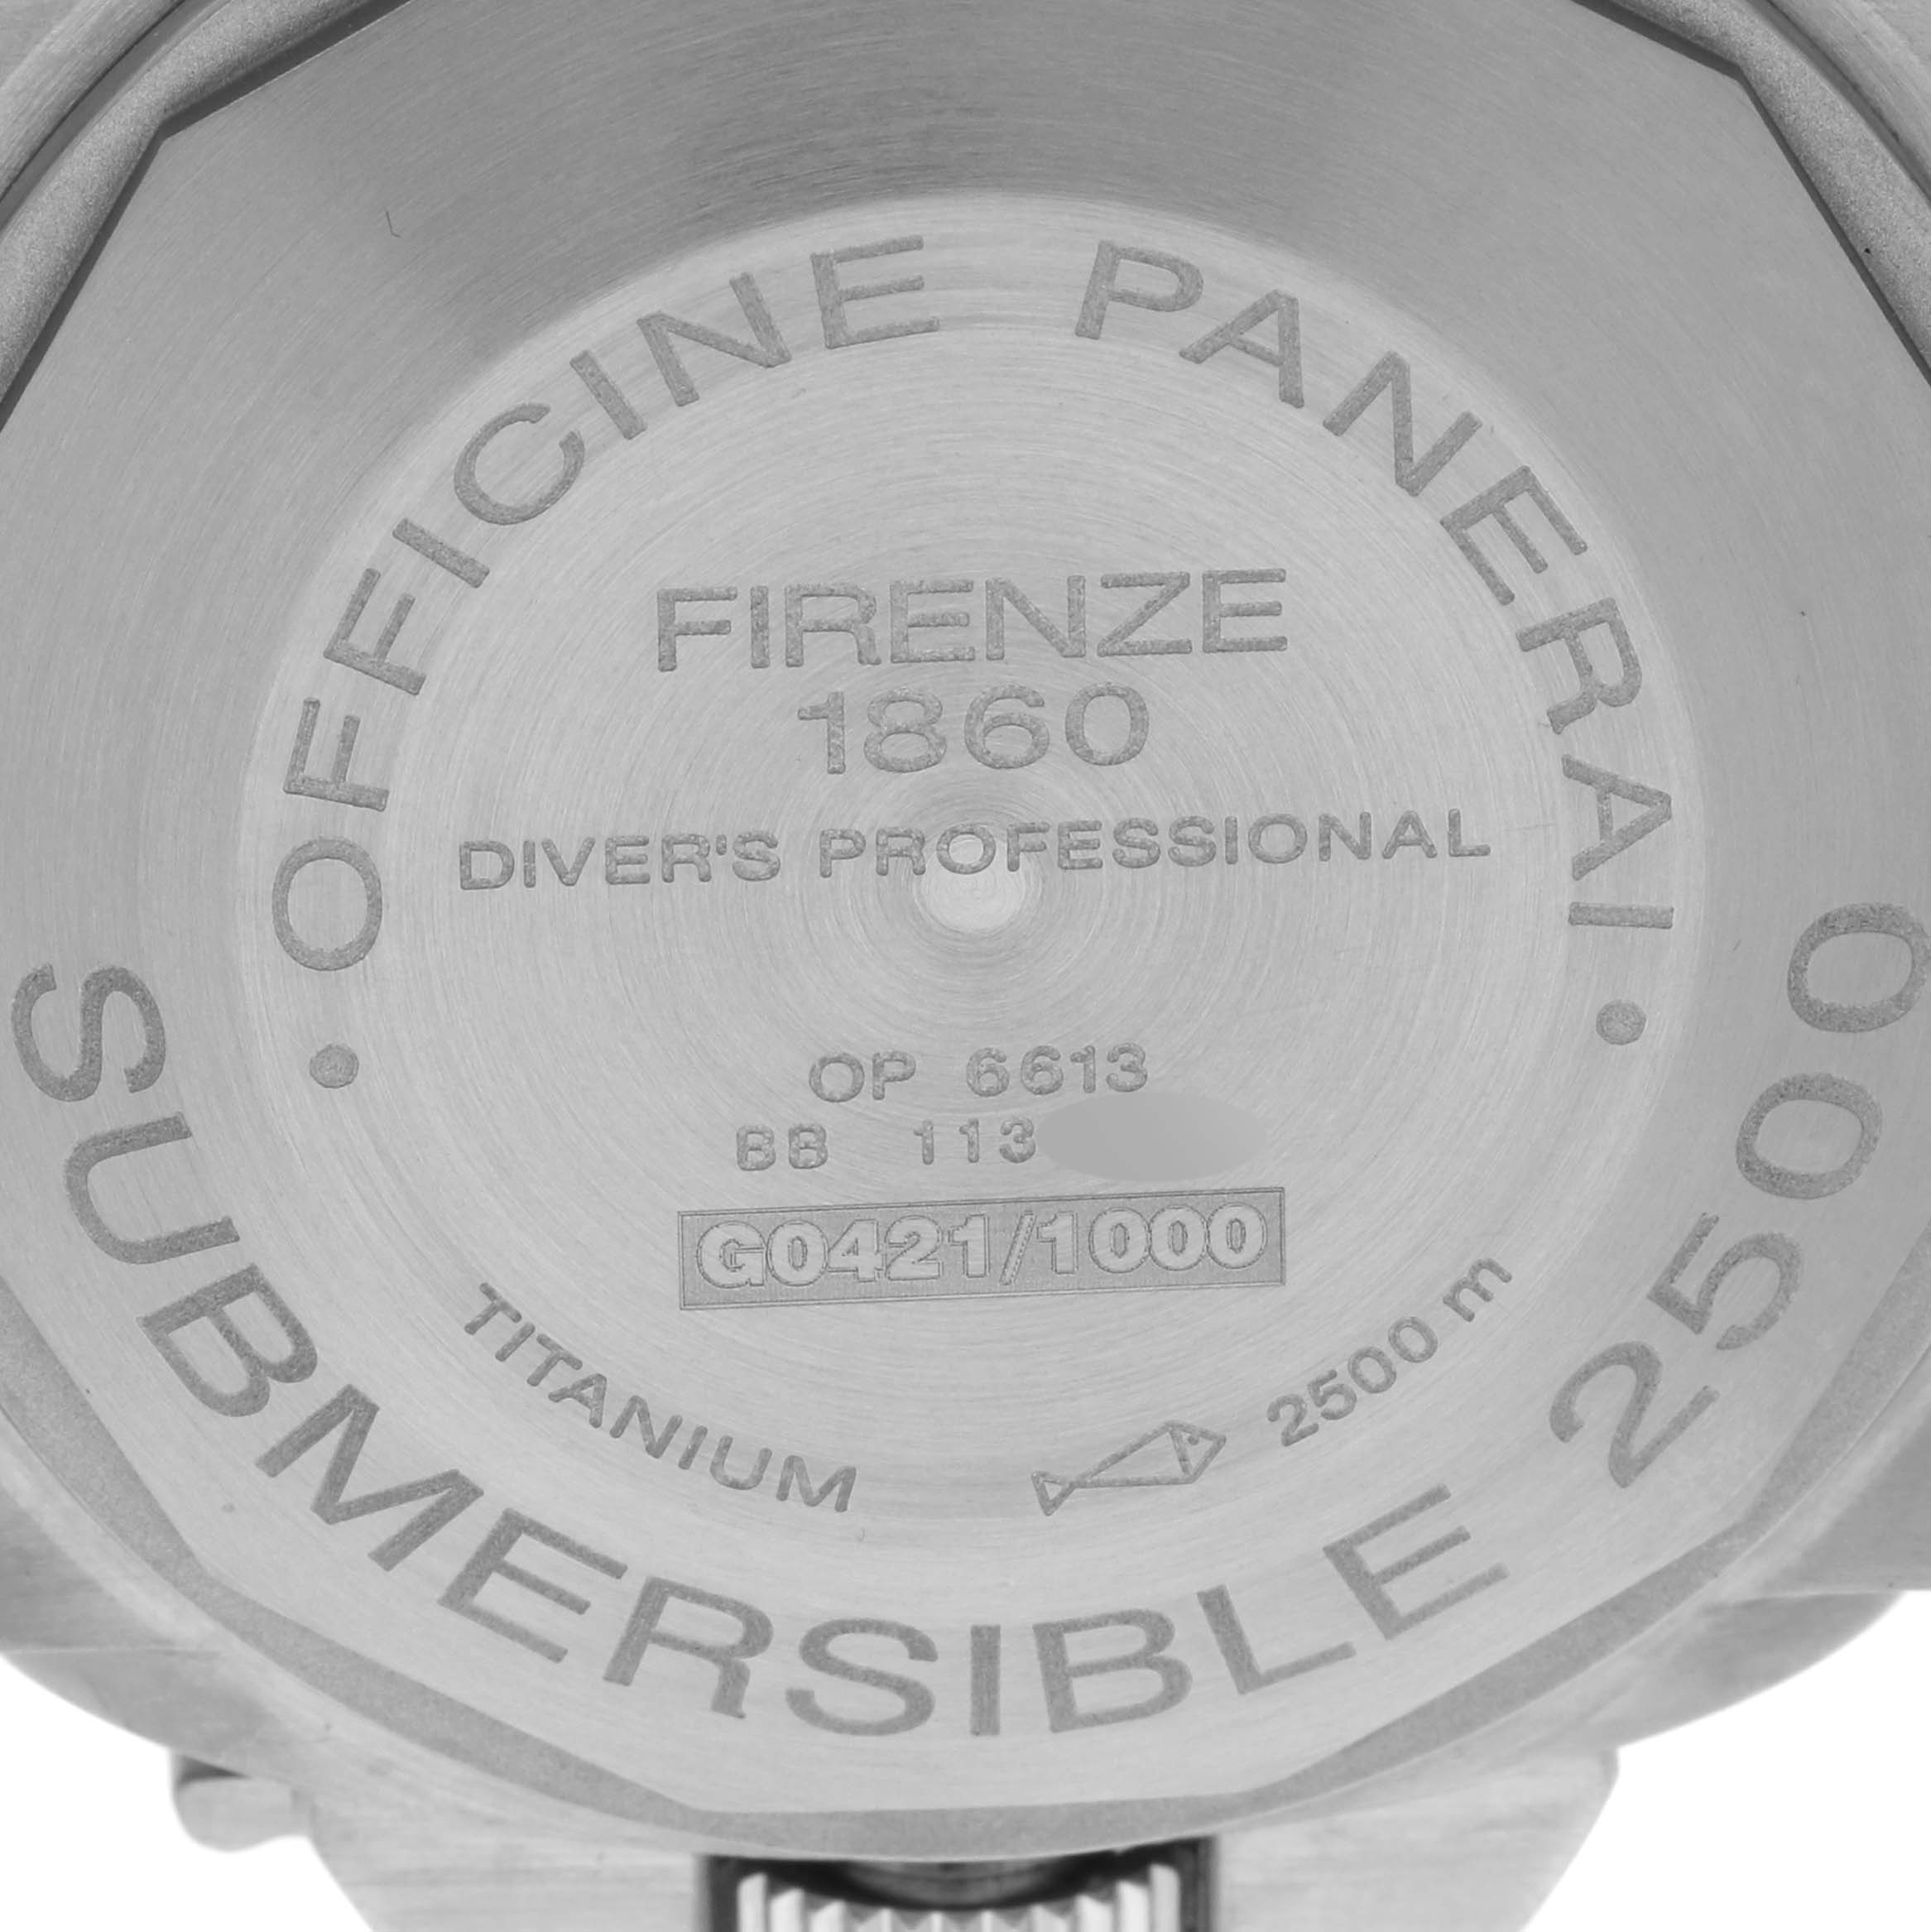 • OFFICINE PANERAI •
FIRENZE
1860
DIVER'S PROFESSIONAL
OP 6613
BB 113
G0421/1000
TITANIUM
2500 m
SUBMERSIBLE 2500